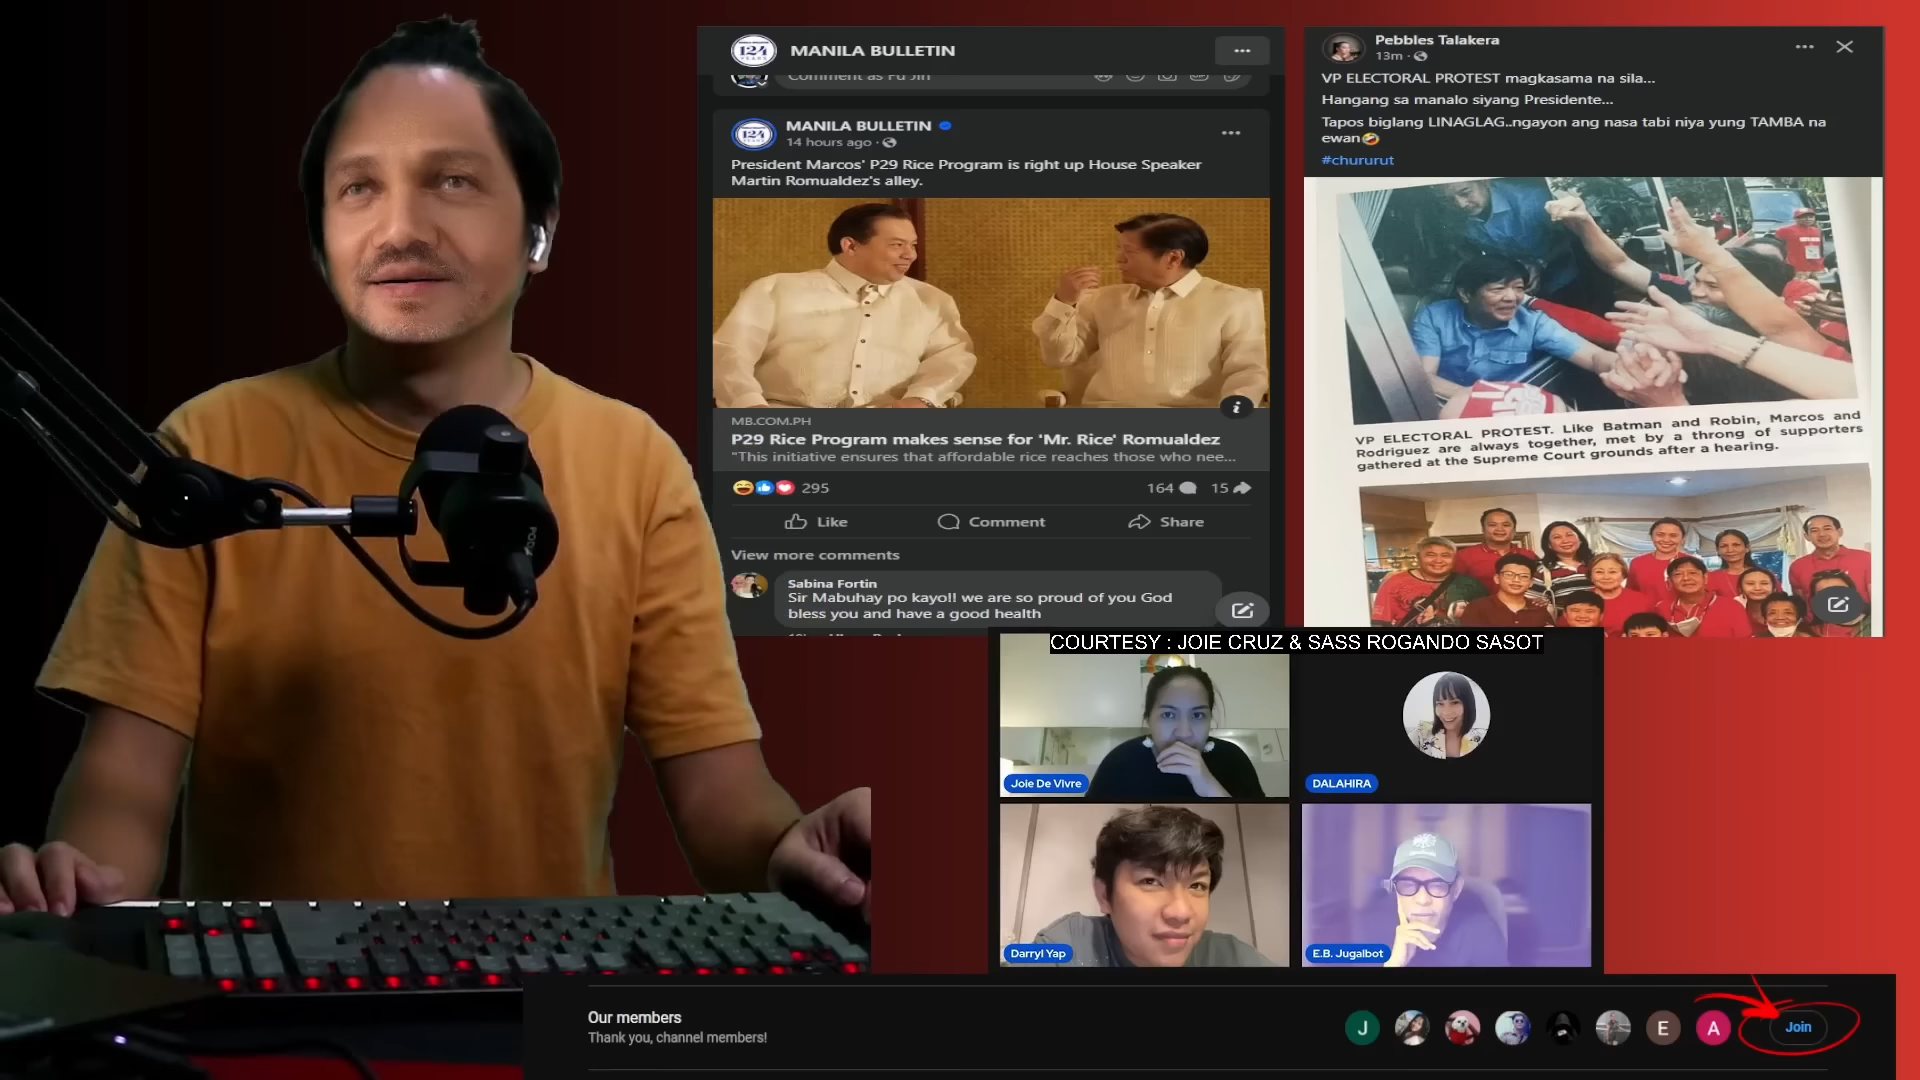 MANILA BULLETIN
Comment as Fu Jin
MANILA BULLETIN
14 hours ago
President Marcos' P29 Rice Program is right up House Speaker
Martin Romualdez's alley.
MB.COM.PH
P29 Rice Program makes sense for 'Mr. Rice' Romualdez
"This initiative ensures that affordable rice reaches those who nee...
295
164
15
Like
Comment
Share
View more comments
Sabina Fortin
Sir Mabuhay po kayo!! we are so proud of you God
bless you and have a good health
Pebbles Talakera
13m
VP ELECTORAL PROTEST magkasama na sila...
Hangang sa manalo siyang Presidente...
Tapos biglang LINAGLAG..ngayon ang nasa tabi niya yung TAMBA na
ewan🤣
#chururut
VP ELECTORAL PROTEST. Like Batman and Robin, Marcos and
Rodriguez are always together, met by a throng of supporters
gathered at the Supreme Court grounds after a hearing.
COURTESY : JOIE CRUZ & SASS ROGANDO SASOT
Joie De Vivre
DALAHIRA
Darryl Yap
E.B. Jugalbot
Our members
Thank you, channel members!
J
E
A
Join